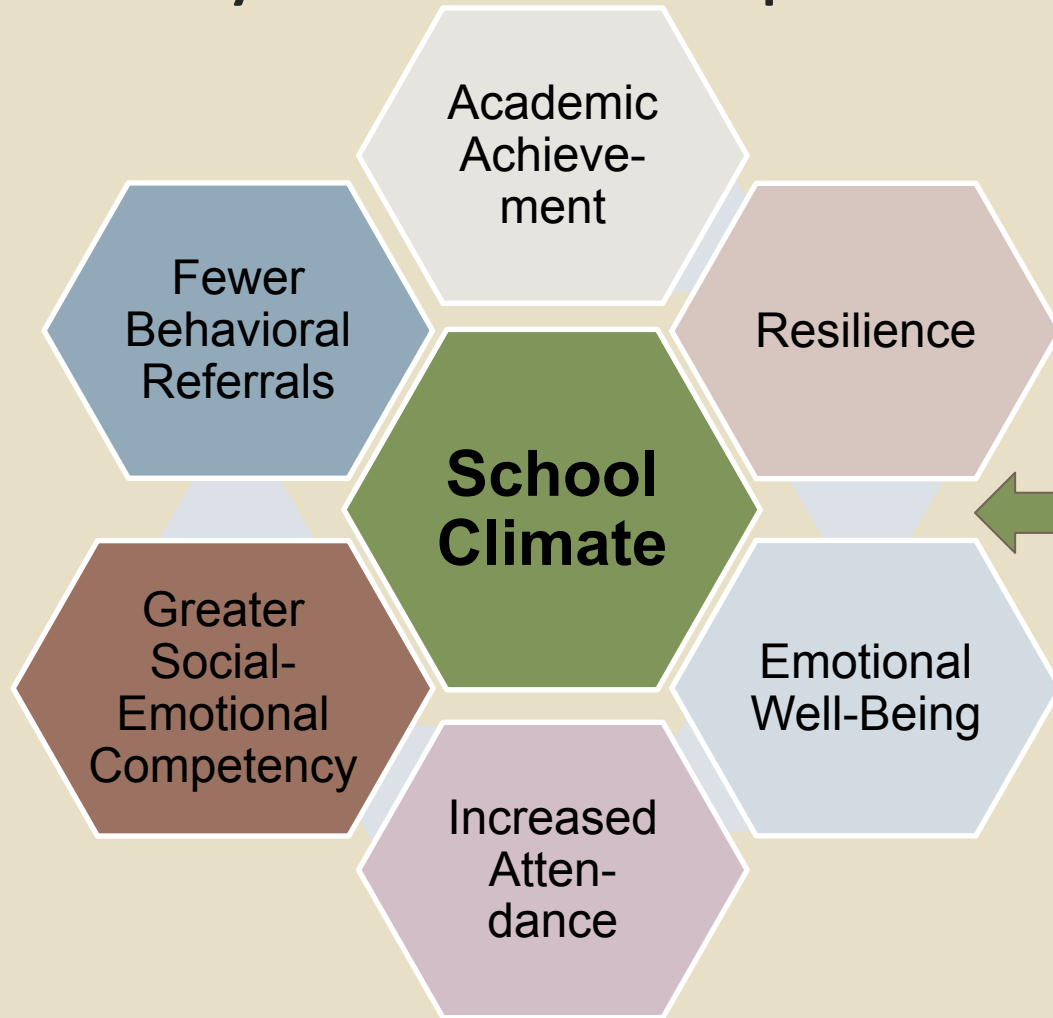 Academic
Achieve-
ment
Resilience
Emotional
Well-Being
Increased
Atten-
dance
Greater
Social-
Emotional
Competency
Fewer
Behavioral
Referrals
School
Climate